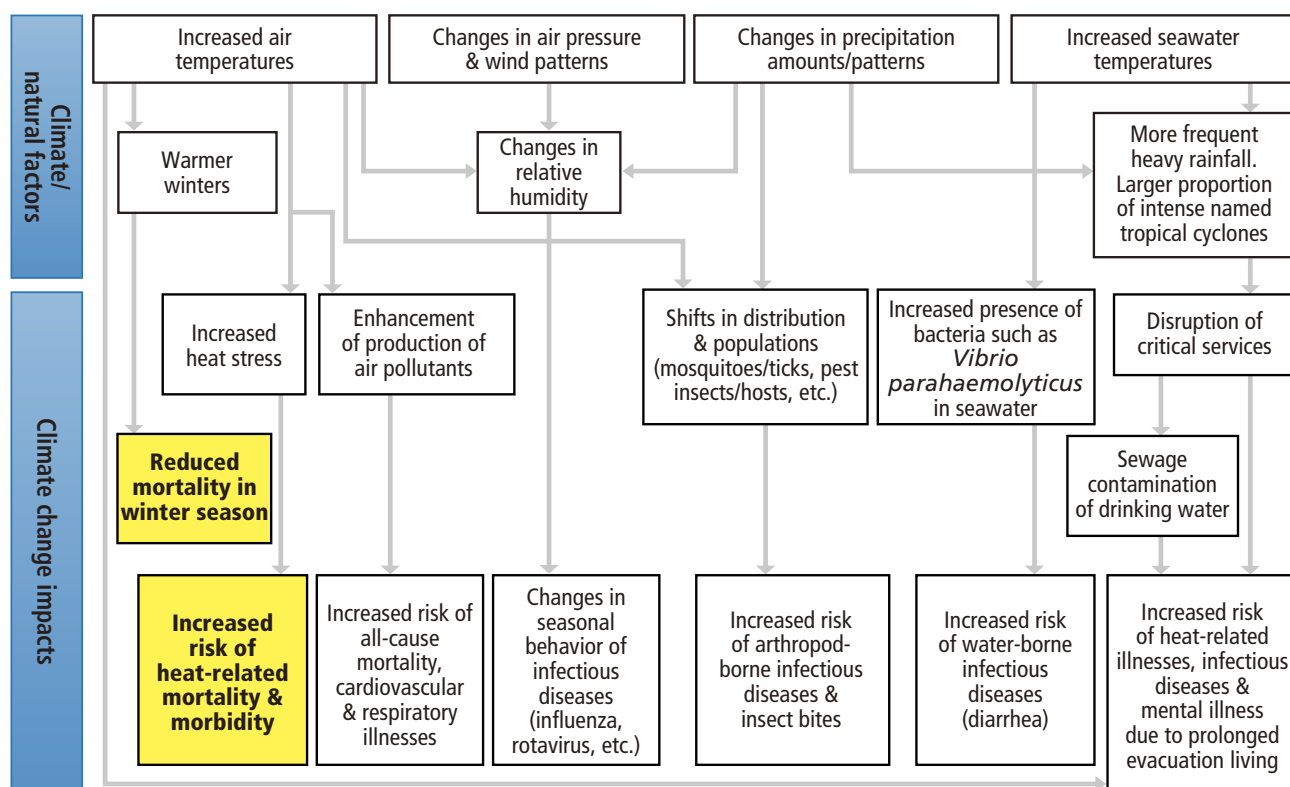 Climate/
natural factors
Increased air
temperatures
Changes in air pressure
& wind patterns
Changes in precipitation
amounts/patterns
Increased seawater
temperatures
Warmer
winters
Changes in
relative
humidity
More frequent
heavy rainfall.
Larger proportion
of intense named
tropical cyclones
Climate change impacts
Increased
heat stress
Enhancement
of production of
air pollutants
Shifts in distribution
& populations
(mosquitoes/ticks, pest
insects/hosts, etc.)
Increased presence of
bacteria such as
Vibrio
parahaemolyticus
in seawater
Disruption of
critical services
Reduced
mortality in
winter season
Sewage
contamination
of drinking water
Increased
risk of
heat-related
mortality &
morbidity
Increased risk of
all-cause
mortality,
cardiovascular
& respiratory
illnesses
Changes in
seasonal
behavior of
infectious
diseases
(influenza,
rotavirus, etc.)
Increased risk
of arthropod-
borne infectious
diseases &
insect bites
Increased risk
of water-borne
infectious
diseases
(diarrhea)
Increased risk
of heat-related
illnesses, infectious
diseases &
mental illness
due to prolonged
evacuation living